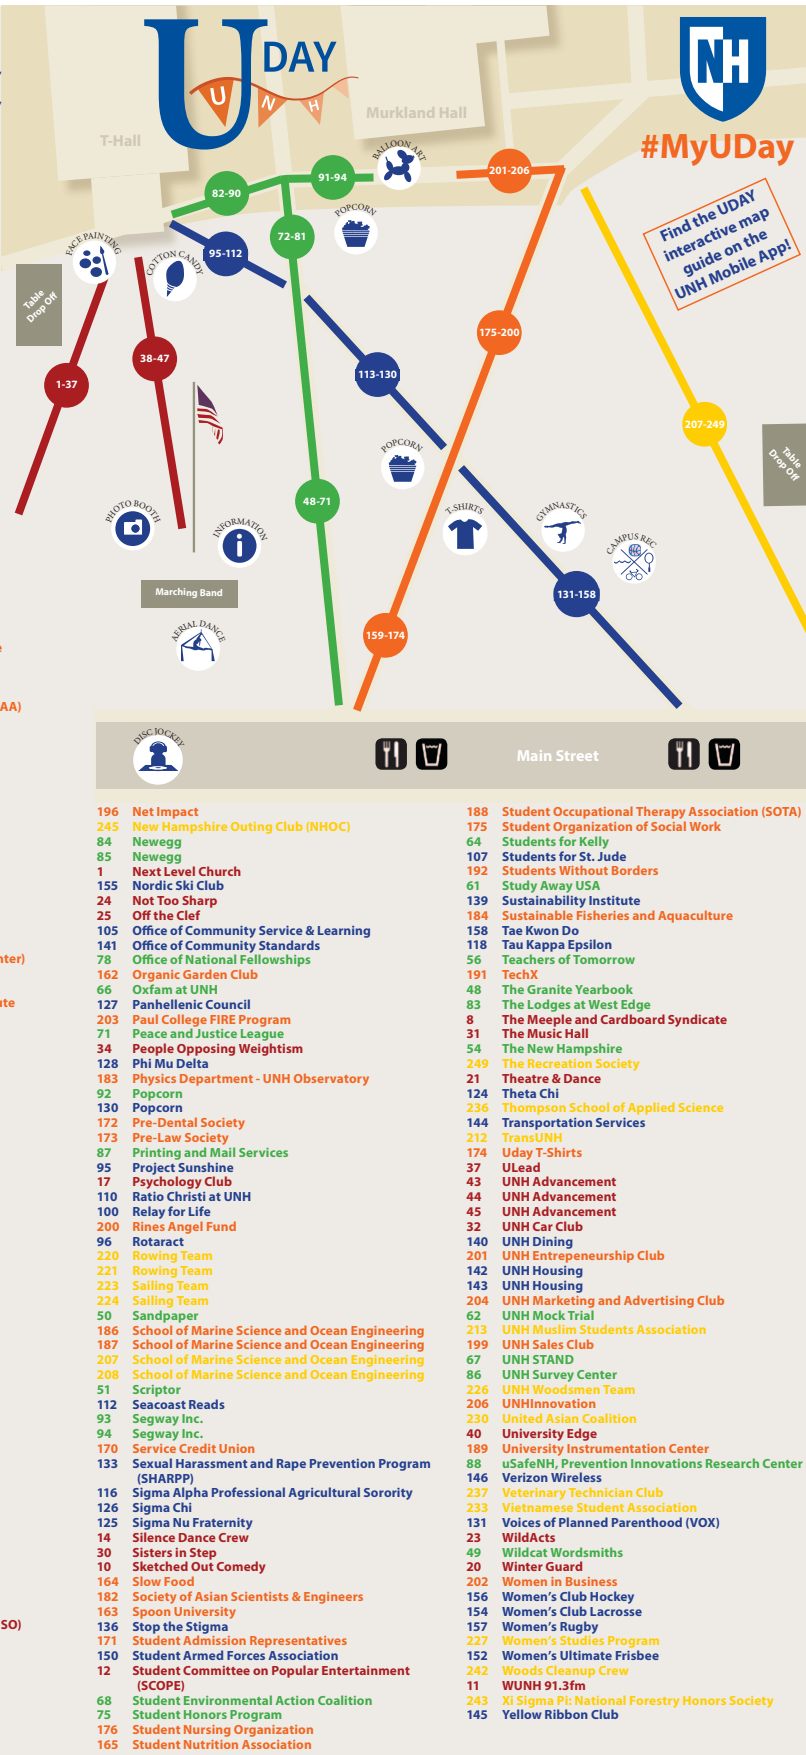 U
DAY
U N H
NH
T-Hall
Murkland Hall
#MyUDay
BALLOON ART
91-94
201-206
82-90
POPCORN
72-81
95-112
FACE PAINTING
COTTON CANDY
Find the UDAY
interactive map
guide on the
UNH Mobile App!
Table
Drop Off
175-200
38-47
113-130
1-37
207-249
Table
Drop Off
POPCORN
48-71
PHOTO BOOTH
INFORMATION
T-SHIRTS
GYMNASTICS
CAMPUS REC
Marching Band
131-158
AERIAL DANCE
159-174
AA)
DISC JOCKEY
Main Street
nter)
SO)
196 Net Impact
245 New Hampshire Outing Club (NHOC)
84 Newegg
85 Newegg
1 Next Level Church
155 Nordic Ski Club
24 Not Too Sharp
25 Off the Clef
105 Office of Community Service & Learning
141 Office of Community Standards
78 Office of National Fellowships
162 Organic Garden Club
66 Oxfam at UNH
127 Panhellenic Council
203 Paul College FIRE Program
71 Peace and Justice League
34 People Opposing Weightism
128 Phi Mu Delta
183 Physics Department - UNH Observatory
92 Popcorn
130 Popcorn
172 Pre-Dental Society
173 Pre-Law Society
87 Printing and Mail Services
95 Project Sunshine
17 Psychology Club
110 Ratio Christi at UNH
100 Relay for Life
200 Rines Angel Fund
96 Rotaract
220 Rowing Team
221 Rowing Team
223 Sailing Team
224 Sailing Team
50 Sandpaper
186 School of Marine Science and Ocean Engineering
187 School of Marine Science and Ocean Engineering
207 School of Marine Science and Ocean Engineering
208 School of Marine Science and Ocean Engineering
51 Scriptor
112 Seacoast Reads
93 Segway Inc.
94 Segway Inc.
170 Service Credit Union
133 Sexual Harassment and Rape Prevention Program
(SHARPP)
116 Sigma Alpha Professional Agricultural Sorority
126 Sigma Chi
125 Sigma Nu Fraternity
14 Silence Dance Crew
30 Sisters in Step
10 Sketched Out Comedy
164 Slow Food
182 Society of Asian Scientists & Engineers
163 Spoon University
136 Stop the Stigma
171 Student Admission Representatives
150 Student Armed Forces Association
12 Student Committee on Popular Entertainment
(SCOPE)
68 Student Environmental Action Coalition
75 Student Honors Program
176 Student Nursing Organization
165 Student Nutrition Association
188 Student Occupational Therapy Association (SOTA)
175 Student Organization of Social Work
64 Students for Kelly
107 Students for St. Jude
192 Students Without Borders
61 Study Away USA
139 Sustainability Institute
184 Sustainable Fisheries and Aquaculture
158 Tae Kwon Do
118 Tau Kappa Epsilon
56 Teachers of Tomorrow
191 TechX
48 The Granite Yearbook
83 The Lodges at West Edge
8 The Meeple and Cardboard Syndicate
31 The Music Hall
54 The New Hampshire
249 The Recreation Society
21 Theatre & Dance
124 Theta Chi
236 Thompson School of Applied Science
144 Transportation Services
212 TransUNH
174 Uday T-Shirts
37 ULead
43 UNH Advancement
44 UNH Advancement
45 UNH Advancement
32 UNH Car Club
140 UNH Dining
201 UNH Entrepeneurship Club
142 UNH Housing
143 UNH Housing
204 UNH Marketing and Advertising Club
62 UNH Mock Trial
213 UNH Muslim Students Association
199 UNH Sales Club
67 UNH STAND
86 UNH Survey Center
226 UNH Woodsmen Team
206 UNHInnovation
230 United Asian Coalition
40 University Edge
189 University Instrumentation Center
88 uSafeNH, Prevention Innovations Research Center
146 Verizon Wireless
237 Veterinary Technician Club
233 Vietnamese Student Association
131 Voices of Planned Parenthood (VOX)
23 WildActs
49 Wildcat Wordsmiths
20 Winter Guard
202 Women in Business
156 Women's Club Hockey
154 Women's Club Lacrosse
157 Women's Rugby
227 Women's Studies Program
152 Women's Ultimate Frisbee
242 Woods Cleanup Crew
11 WUNH 91.3fm
243 Xi Sigma Pi: National Forestry Honors Society
145 Yellow Ribbon Club